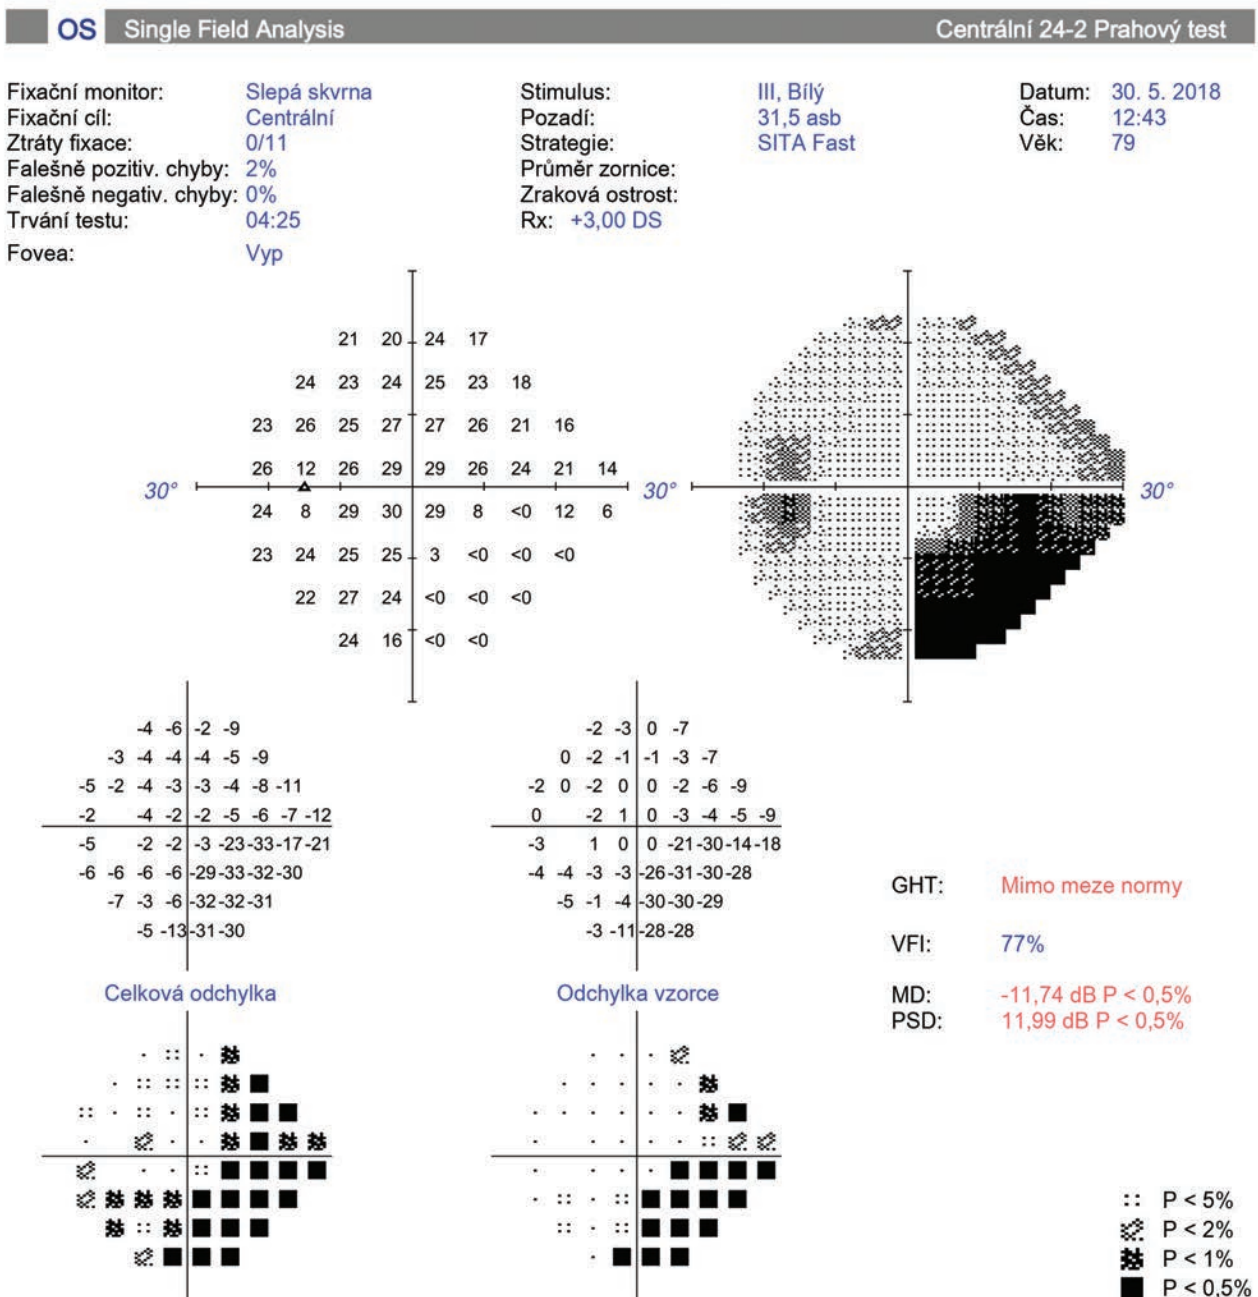 OS Single Field Analysis Centrální 24-2 Prahový test
Fixační monitor: Slepá skvrna Stimulus: III, Bílý Datum: 30. 5. 2018
Fixační cíl: Centrální Pozadí: 31,5 asb Čas: 12:43
Ztráty fixace: 0/11 Strategie: SITA Fast Věk: 79
Falešně pozitiv. chyby: 2% Průměr zornice:
Falešně negativ. chyby: 0% Zraková ostrost:
Trvání testu: 04:25 Rx: +3,00 DS
Fovea: Vyp
21 20 24 17
24 23 24 25 23 18
23 26 25 27 27 26 21 16
26 12 26 29 29 26 24 21 14
30° 30° 30°
24 8 29 30 29 8 <0 12 6
23 24 25 25 3 <0 <0 <0
22 27 24 <0 <0 <0
24 16 <0 <0
-4 -6 -2 -9 -2 -3 0 -7
-3 -4 -4 -4 -5 -9 0 -2 -1 -1 -3 -7
-5 -2 -4 -3 -3 -4 -8 -11 -2 0 -2 0 0 -2 -6 -9
-2 -4 -2 -2 -5 -6 -7 -12 0 -2 1 0 -3 -4 -5 -9
-5 -2 -2 -3 -23 -33 -17 -21 -3 1 0 0 -21 -30 -14 -18
-6 -6 -6 -6 -29 -33 -32 -30 -4 -4 -3 -3 -26 -31 -30 -28
GHT: Mimo meze normy
-7 -3 -6 -32 -32 -31 -5 -1 -4 -30 -30 -29
-5 -13 -31 -30 -3 -11 -28 -28
VFI: 77%
Celková odchylka Odchylka vzorce MD: -11,74 dB P < 0,5%
PSD: 11,99 dB P < 0,5%
:: P < 5%
P < 2%
P < 1%
P < 0,5%